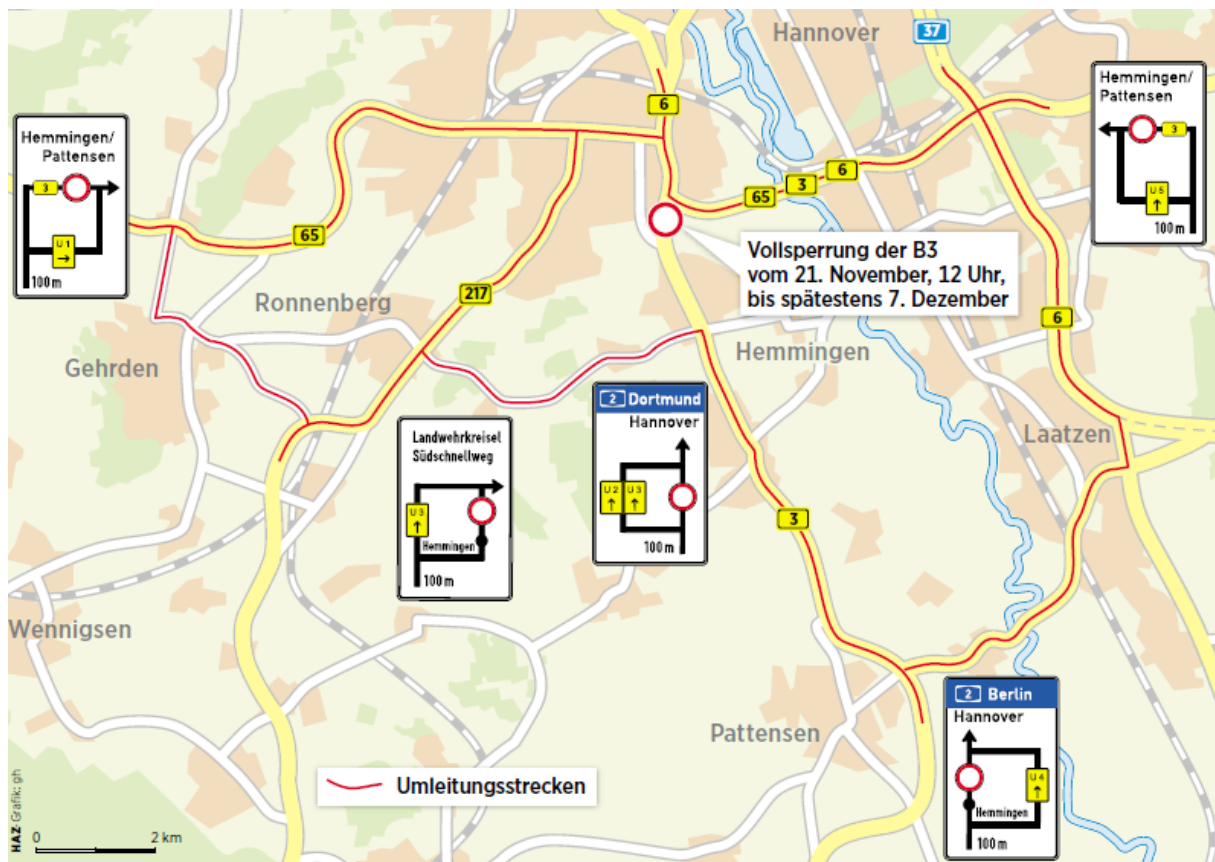 Hannover
37
Hemmingen/
Pattensen
3
U 1
→
100 m
Hemmingen/
Pattensen
3
U 5
↑
100 m
6
65
3
6
65
217
6
Vollsperrung der B3
vom 21. November, 12 Uhr,
bis spätestens 7. Dezember
Ronnenberg
Gehrden
Hemmingen
Laatzen
Landwehrkreisel
Südschnellweg
U 3
↑
Hemmingen
100 m
2 Dortmund
Hannover
U 2
↑
U 3
↑
100 m
3
Wennigsen
Pattensen
2 Berlin
Hannover
U 4
↑
Hemmingen
100 m
Umleitungsstrecken
HAZ-Grafik: gh
0 2 km